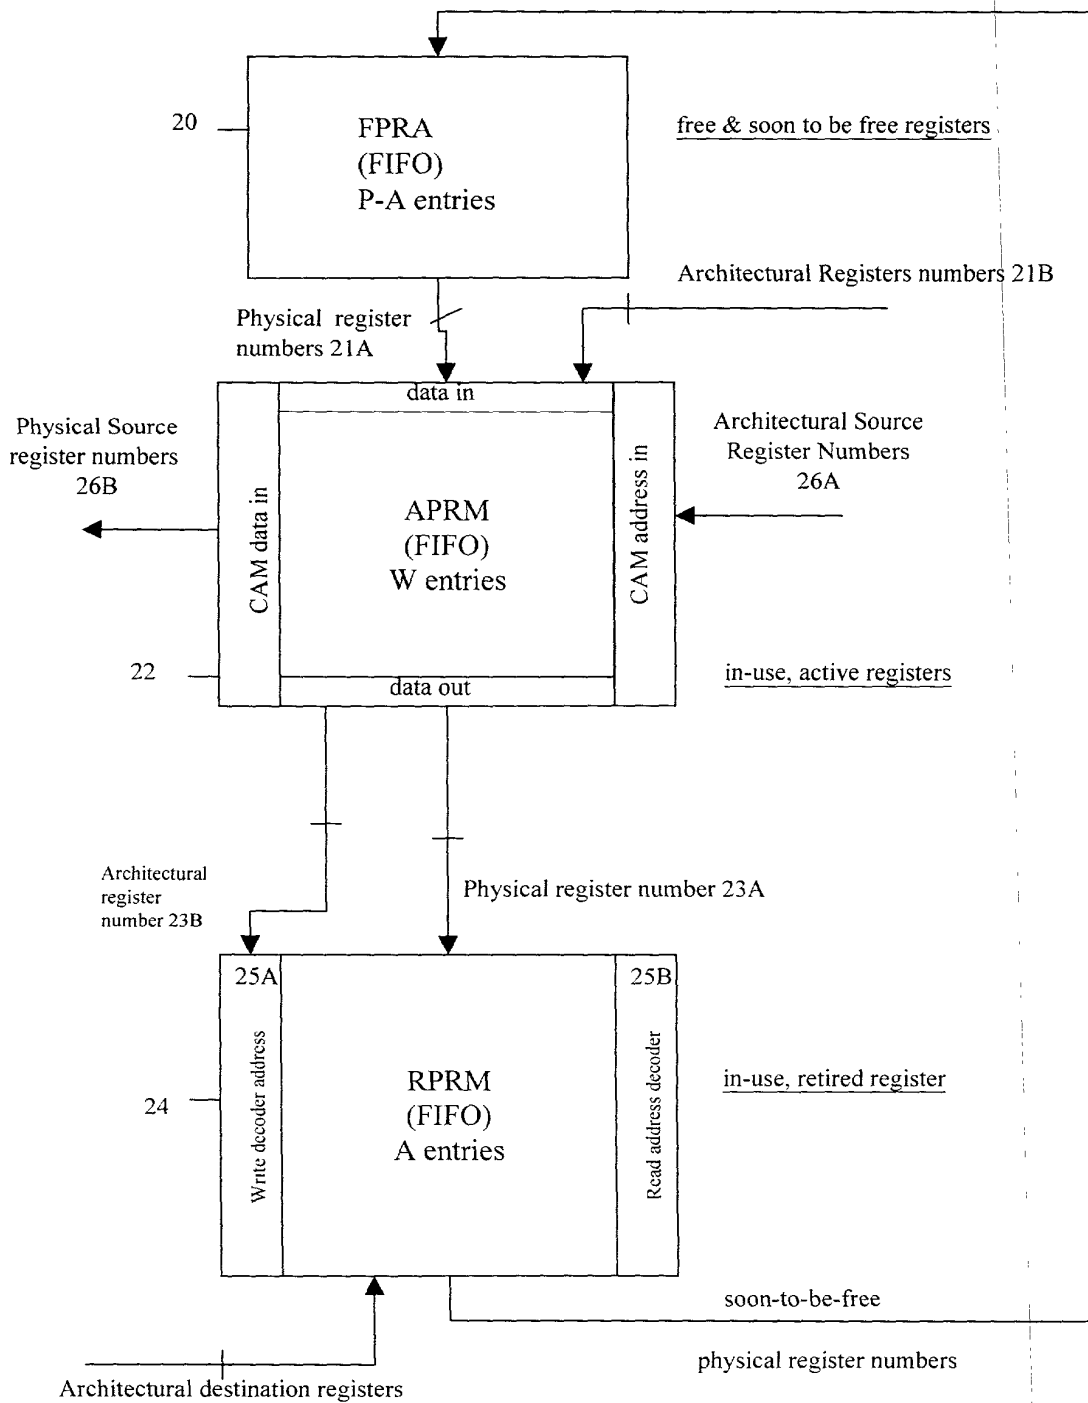 20
FPRA
(FIFO)
P-A entries
free & soon to be free registers
Architectural Registers numbers 21B
Physical register
numbers 21A
data in
Physical Source
register numbers
26B
CAM data in
APRM
(FIFO)
W entries
CAM address in
Architectural Source
Register Numbers
26A
22
data out
in-use, active registers
Architectural
register
number 23B
Physical register number 23A
25A
25B
Write decoder address
RPRM
(FIFO)
A entries
Read address decoder
24
in-use, retired register
soon-to-be-free
physical register numbers
Architectural destination registers